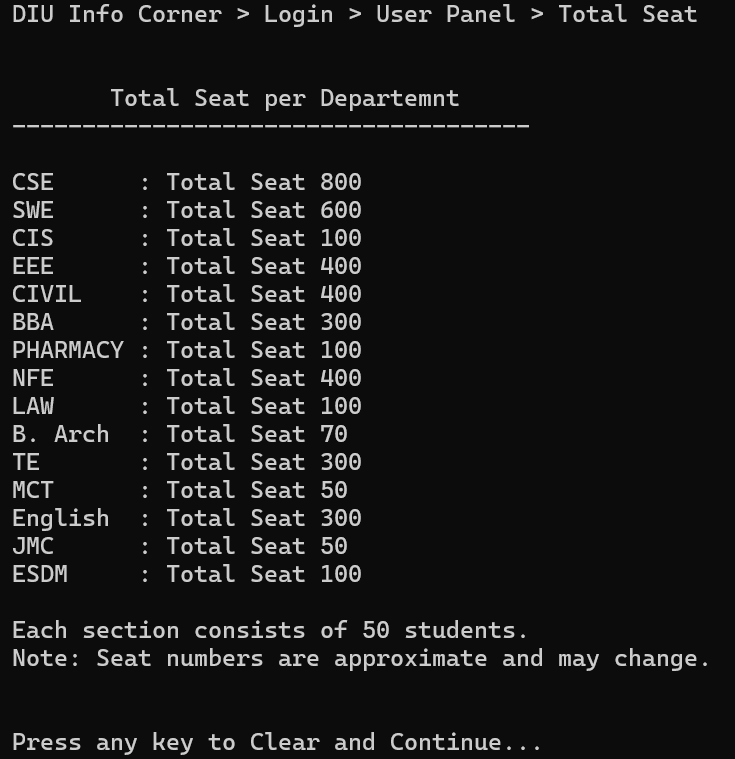 DIU Info Corner > Login > User Panel > Total Seat
Total Seat per Departemnt
-------------------------------------
CSE : Total Seat 800
SWE : Total Seat 600
CIS : Total Seat 100
EEE : Total Seat 400
CIVIL : Total Seat 400
BBA : Total Seat 300
PHARMACY : Total Seat 100
NFE : Total Seat 400
LAW : Total Seat 100
B. Arch : Total Seat 70
TE : Total Seat 300
MCT : Total Seat 50
English : Total Seat 300
JMC : Total Seat 50
ESDM : Total Seat 100
Each section consists of 50 students.
Note: Seat numbers are approximate and may change.
Press any key to Clear and Continue...